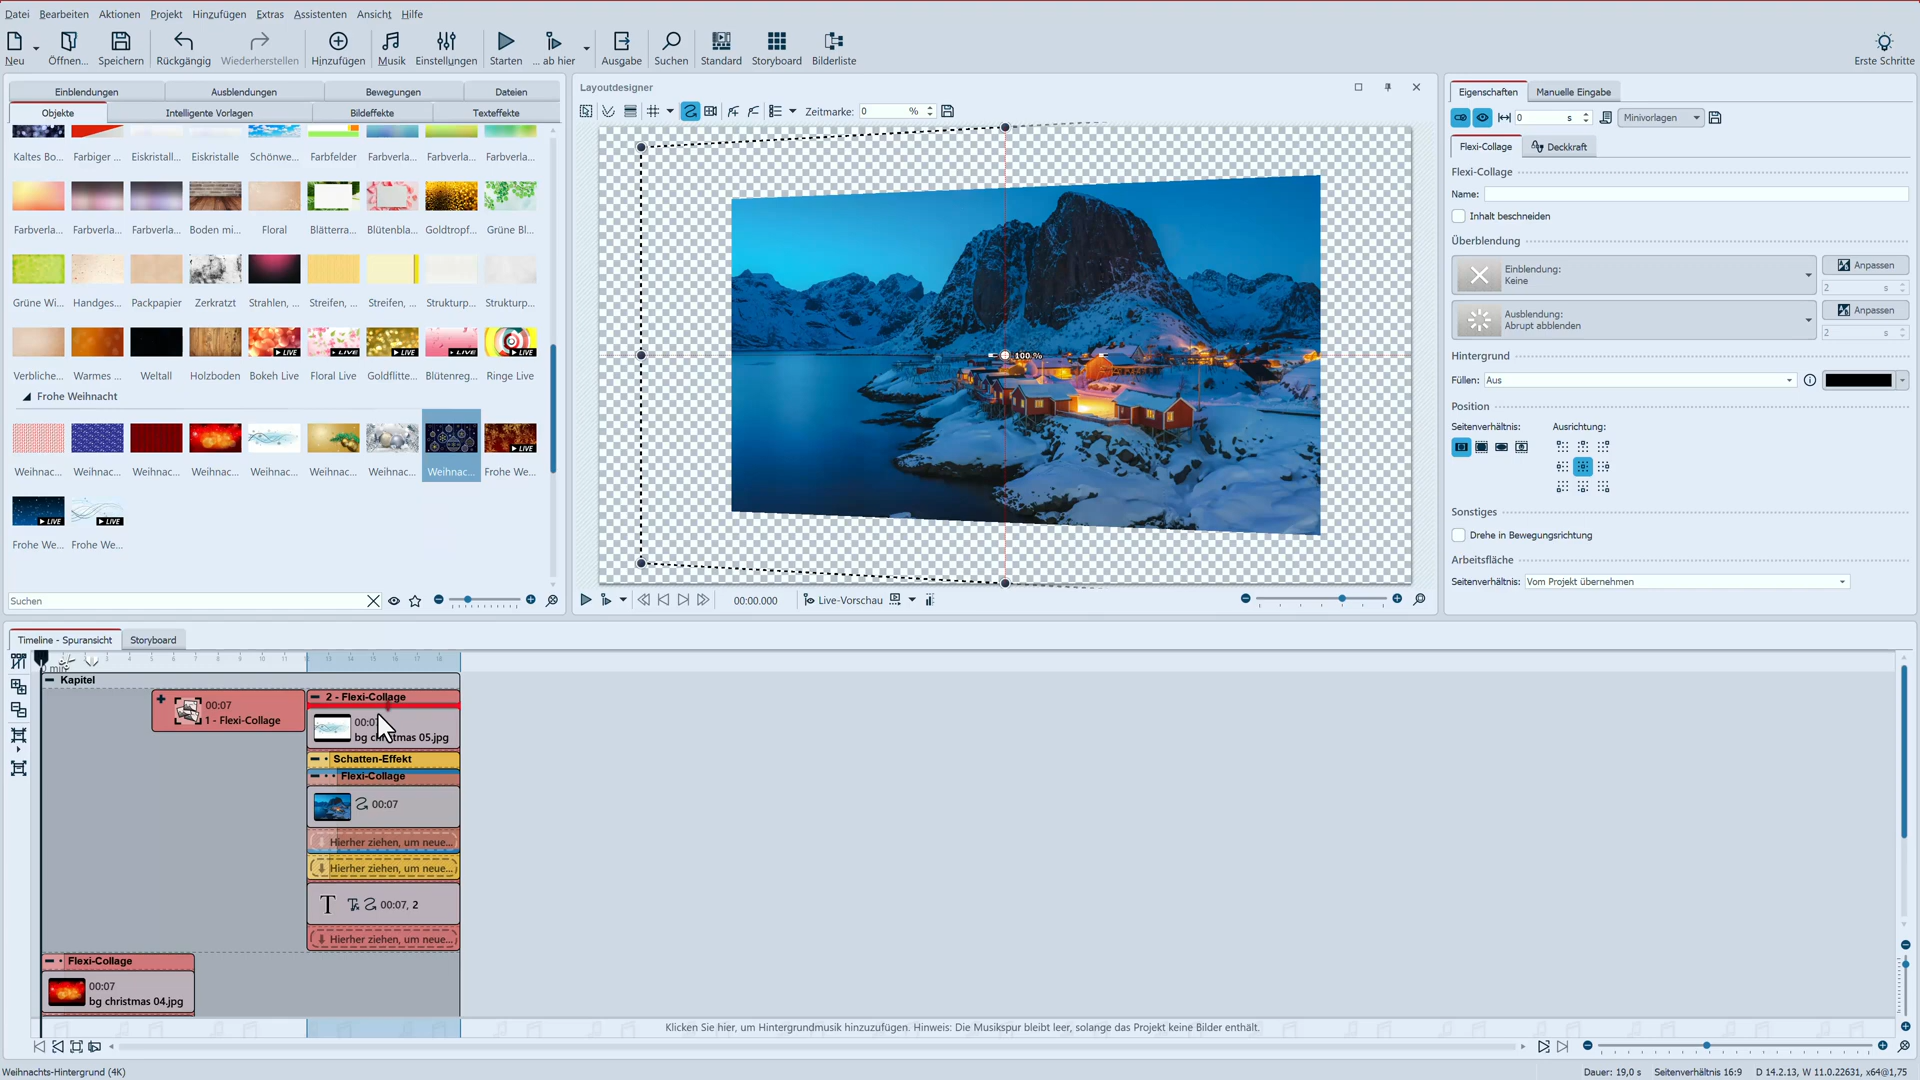 Datei Bearbeiten Aktionen Projekt Hinzufügen Extras Assistenten Ansicht Hilfe
Neu Öffnen... Speichern Rückgängig Wiederherstellen Hinzufügen Musik Einstellungen Starten ... ab hier Ausgabe Suchen Standard Storyboard Bilderliste Erste Schritte
Einblendungen Ausblendungen Bewegungen Dateien
Objekte Intelligente Vorlagen Bildeffekte Texteffekte
Kaltes Bo... Farbiger ... Eiskristall... Eiskristalle Schönwe... Farbfelder Farbverla... Farbverla... Farbverla...
Farbverla... Farbverla... Farbverla... Boden mi... Floral Blätterra... Blütenbla... Goldtropf... Grüne Bl...
Grüne Wi... Handges... Packpapier Zerkratzt Strahlen, ... Streifen, ... Streifen, ... Strukturp... Strukturp...
LIVE LIVE LIVE LIVE LIVE
Verbliche... Warmes ... Weltall Holzboden Bokeh Live Floral Live Goldflitte... Blütenreg... Ringe Live
Frohe Weihnacht
LIVE
Weihnac... Weihnac... Weihnac... Weihnac... Weihnac... Weihnac... Weihnac... Weihnac... Frohe We...
LIVE LIVE
Frohe We... Frohe We...
Suchen
Layoutdesigner
Zeitmarke: 0 %
100 %
00:00.000 Live-Vorschau
Eigenschaften Manuelle Eingabe
0 s Minivorlagen
Flexi-Collage Deckkraft
Flexi-Collage
Name:
Inhalt beschneiden
Überblendung
Einblendung:
Keine
Anpassen
2 s
Ausblendung:
Abrupt abblenden
Anpassen
2 s
Hintergrund
Füllen: Aus
Position
Seitenverhältnis: Ausrichtung:
Sonstiges
Drehe in Bewegungsrichtung
Arbeitsfläche
Seitenverhältnis: Vom Projekt übernehmen
Timeline - Spuransicht Storyboard
Kapitel
00:07
1 - Flexi-Collage
2 - Flexi-Collage
bg christmas 05.jpg
Schatten-Effekt
Flexi-Collage
00:07
Hierher ziehen, um neue...
Hierher ziehen, um neue...
T 00:07, 2
Hierher ziehen, um neue...
Flexi-Collage
00:07
bg christmas 04.jpg
Klicken Sie hier, um Hintergrundmusik hinzuzufügen. Hinweis: Die Musikspur bleibt leer, solange das Projekt keine Bilder enthält.
Weihnachts-Hintergrund (4K) Dauer: 19,0 s Seitenverhältnis 16:9 D 14.2.13, W 11.0.22631, x64@1,75